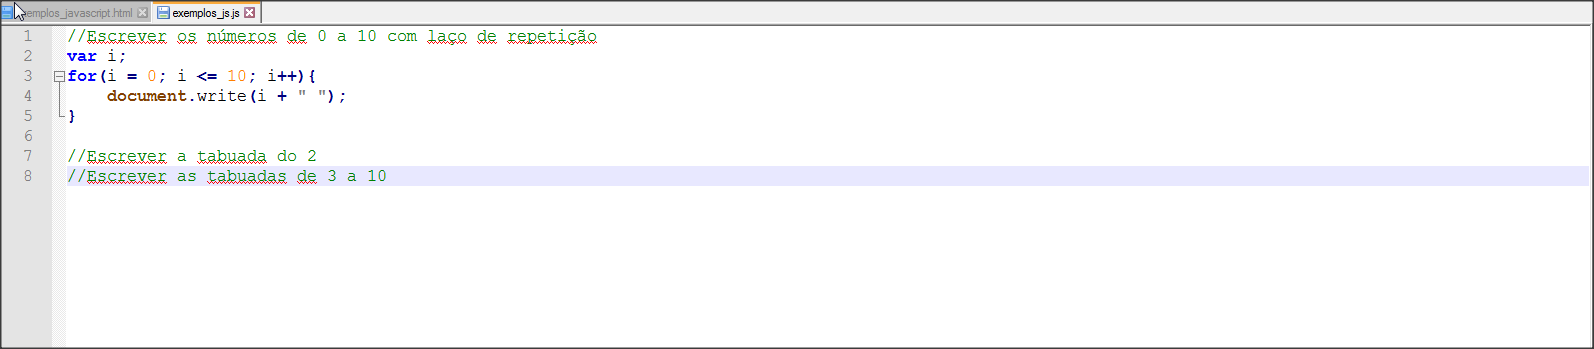 emplos_javascript.html exemplos_js.js
1 //Escrever os números de 0 a 10 com laço de repetição
2 var i;
3 for(i = 0; i <= 10; i++){
4 document.write(i + " ");
5 }
6
7 //Escrever a tabuada do 2
8 //Escrever as tabuadas de 3 a 10